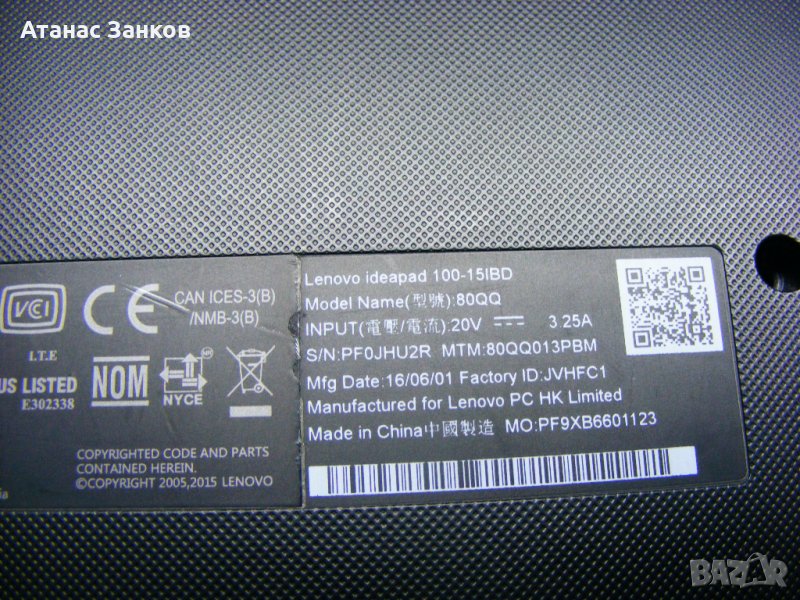 Атанас Занков
Lenovo ideapad 100-15IBD
Model Name(型號):80QQ
INPUT(電壓/電流):20V ⎓ 3.25A
S/N:PF0JHU2R MTM:80QQ013PBM
Mfg Date:16/06/01 Factory ID:JVHFC1
Manufactured for Lenovo PC HK Limited
Made in China中國製造 MO:PF9XB6601123
VCI
CE
CAN ICES-3(B)
/NMB-3(B)
I.T.E
US LISTED
E302338
NOM
NYCE
COPYRIGHTED CODE AND PARTS
CONTAINED HEREIN.
©COPYRIGHT 2005,2015 LENOVO
BAZAR